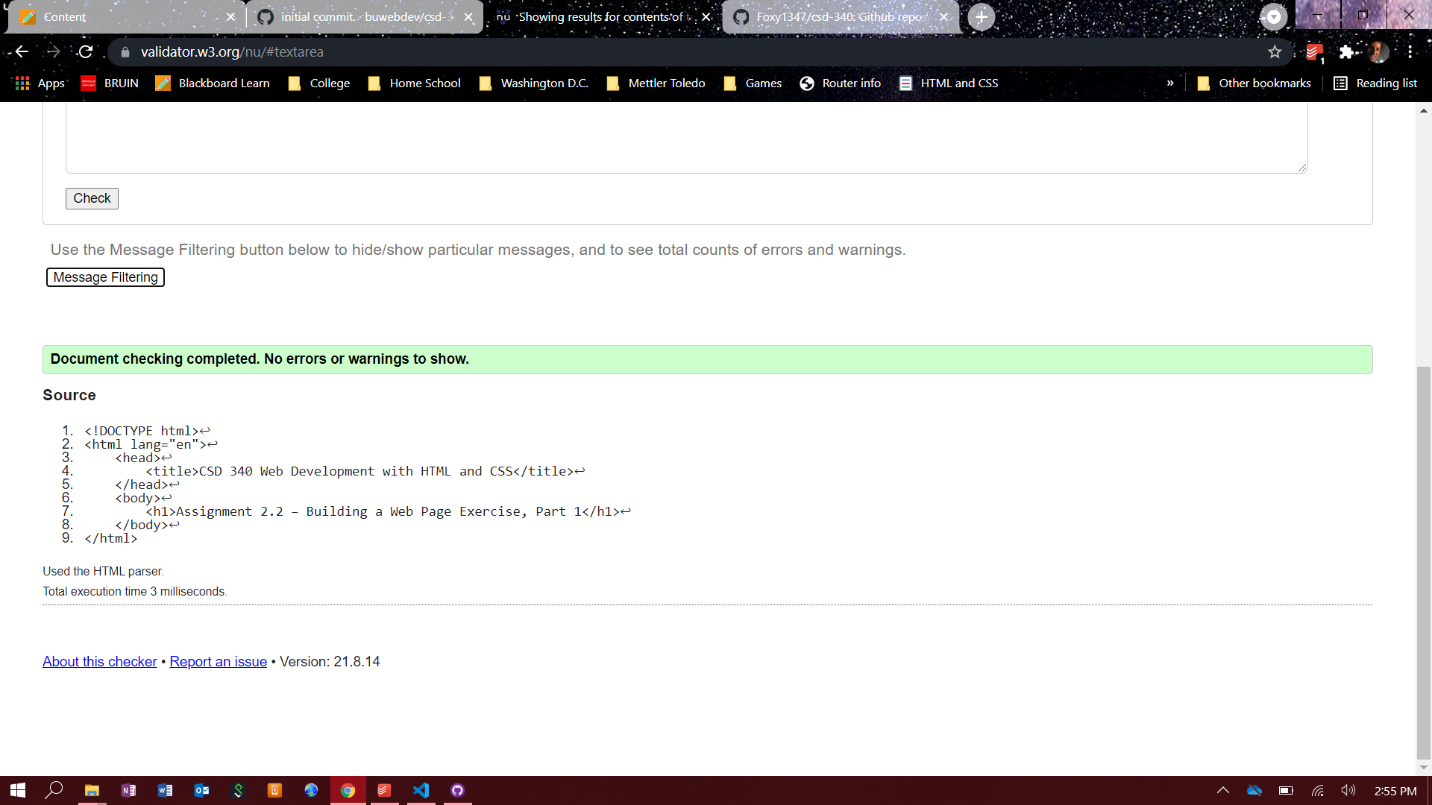 Content
initial commit. · buwebdev/csd-
Showing results for contents of
Foxy1347/csd-340: Github repo
validator.w3.org/nu/#textarea
1
Apps BRUIN Blackboard Learn College Home School Washington D.C. Mettler Toledo Games Router info HTML and CSS » Other bookmarks Reading list
Check
Use the Message Filtering button below to hide/show particular messages, and to see total counts of errors and warnings.
Message Filtering
Document checking completed. No errors or warnings to show.
Source
1. <!DOCTYPE html>↩
2. <html lang="en">↩
3. <head>↩
4. <title>CSD 340 Web Development with HTML and CSS</title>↩
5. </head>↩
6. <body>↩
7. <h1>Assignment 2.2 – Building a Web Page Exercise, Part 1</h1>↩
8. </body>↩
9. </html>
Used the HTML parser.
Total execution time 3 milliseconds.
About this checker • Report an issue • Version: 21.8.14
2:55 PM